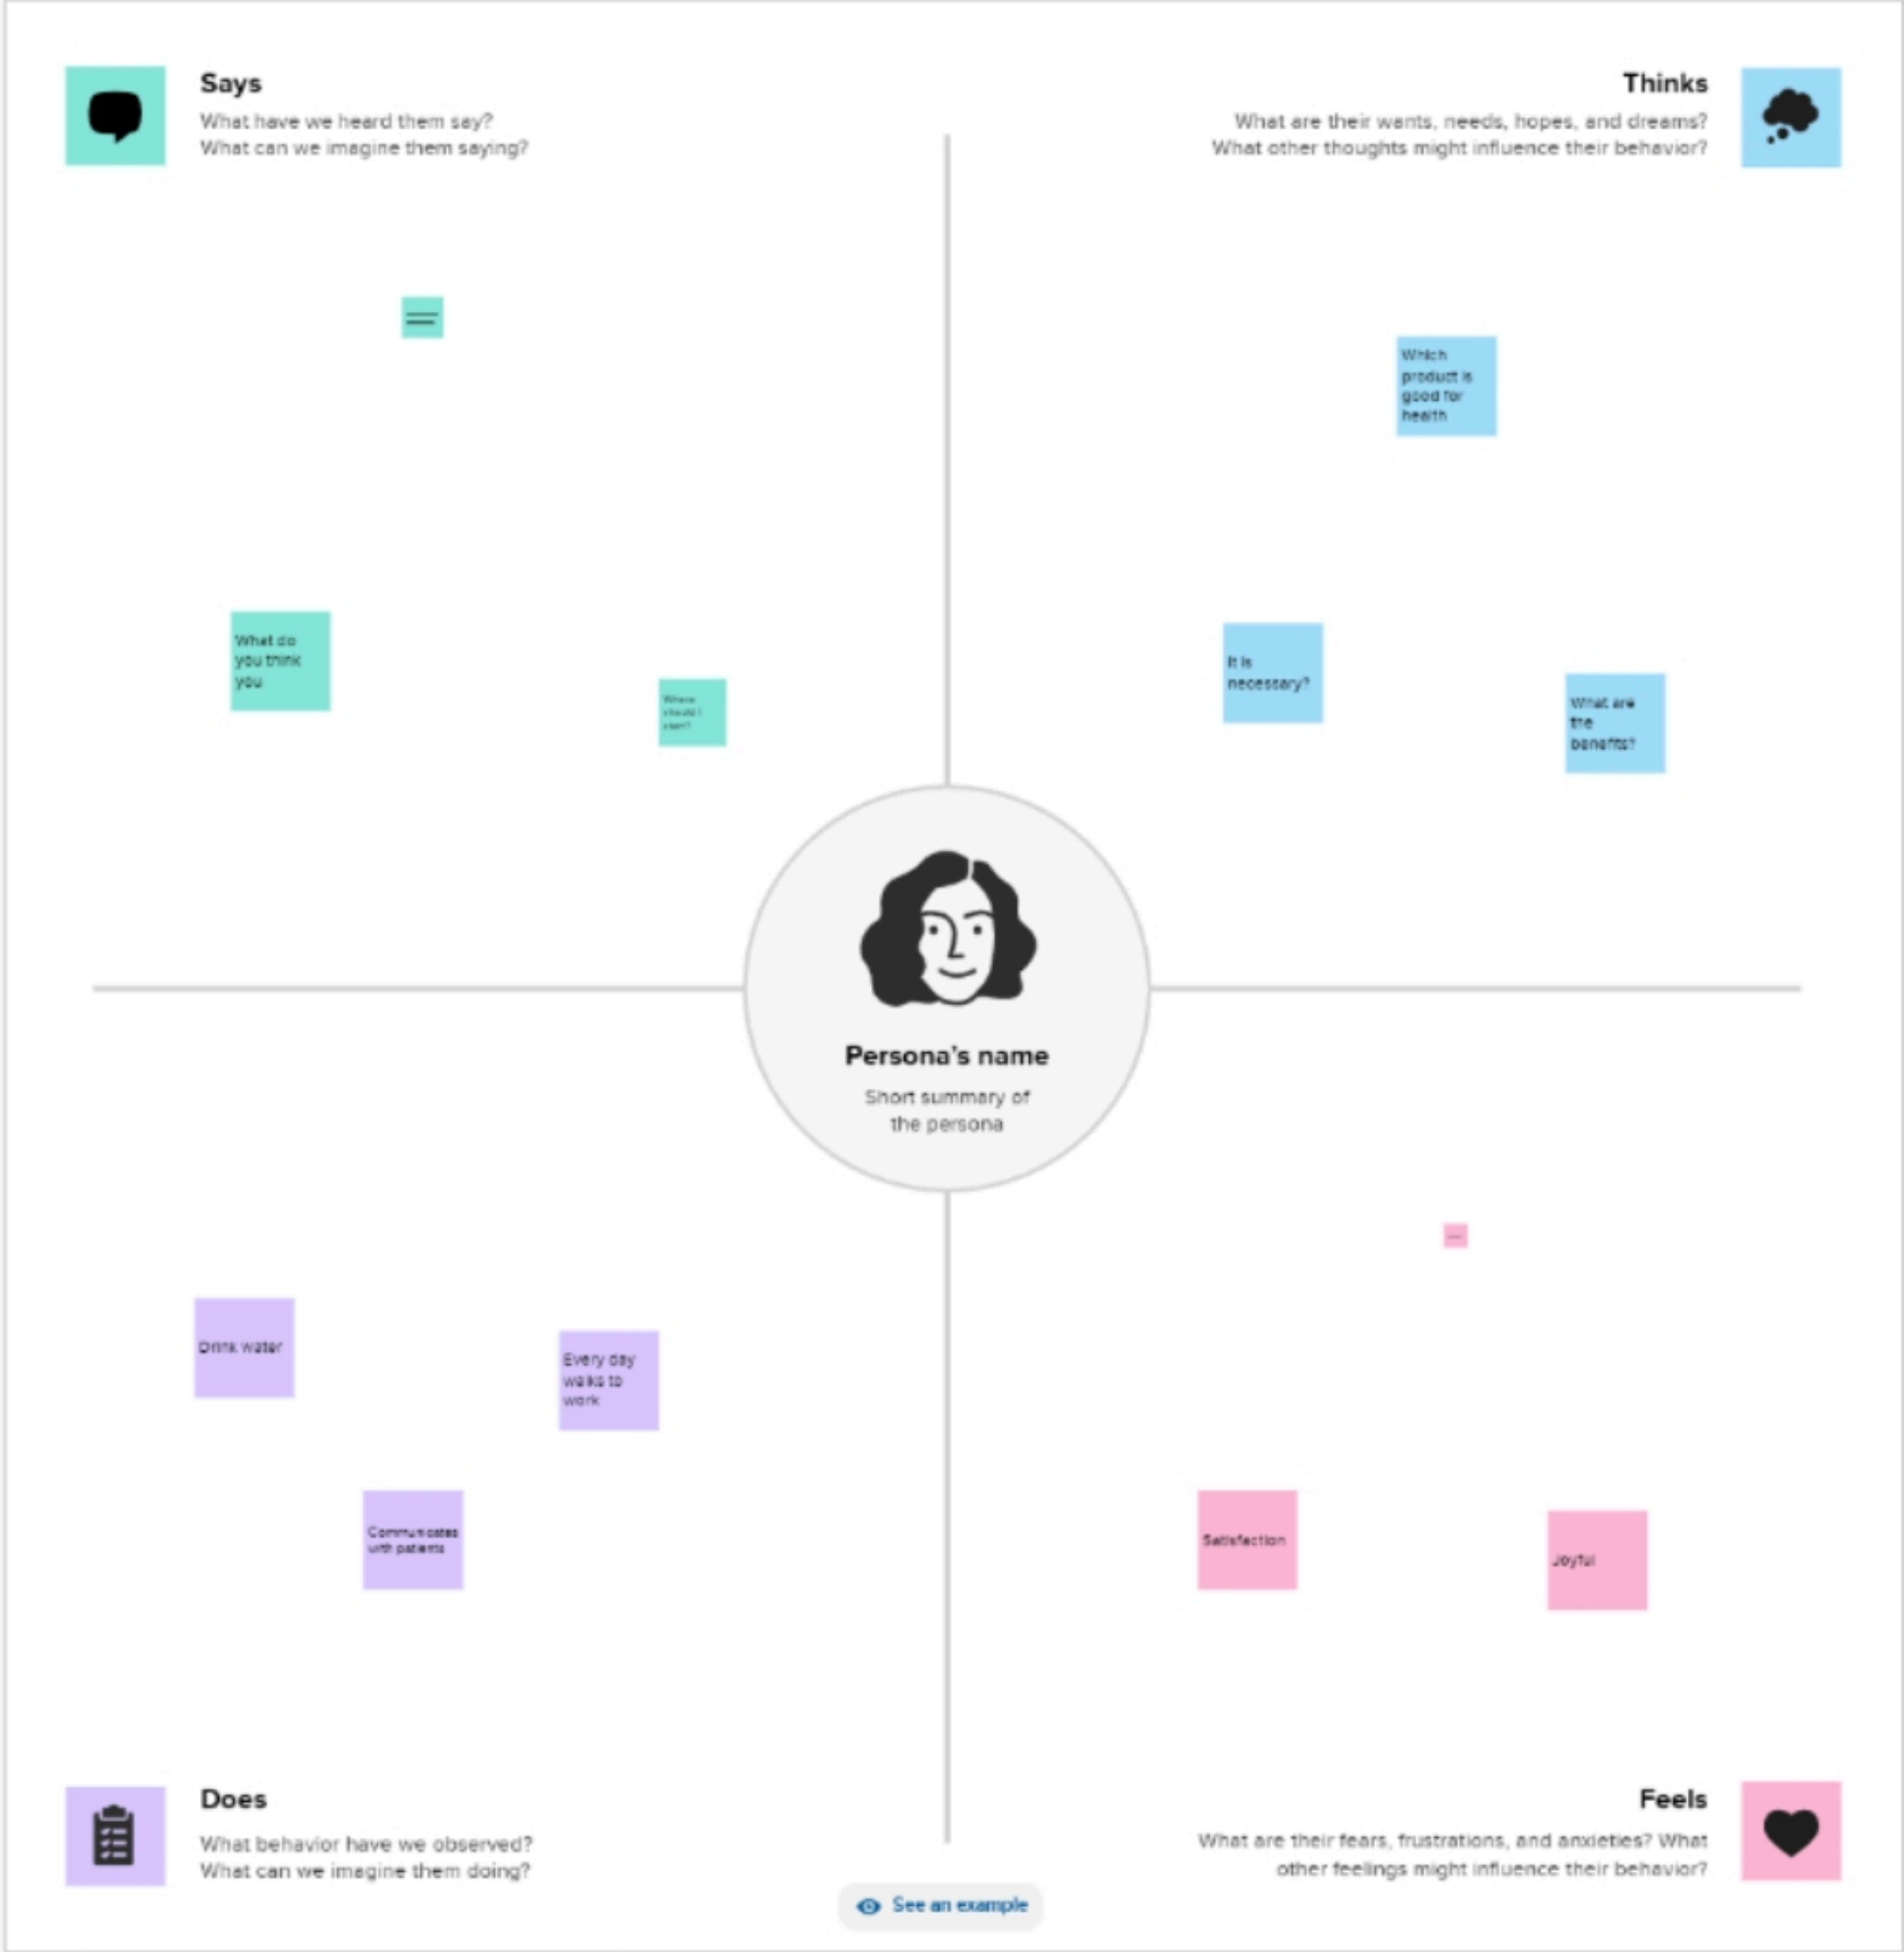 Says
What have we heard them say?
What can we imagine them saying?
Thinks
What are their wants, needs, hopes, and dreams?
What other thoughts might influence their behavior?
Which
product is
good for
health
What do
you think
you
Where
should I
start?
It is
necessary?
What are
the
benefits?
Persona's name
Short summary of
the persona
Drink water
Every day
walks to
work
Communicates
with patients
Satisfaction
Joyful
Does
What behavior have we observed?
What can we imagine them doing?
Feels
What are their fears, frustrations, and anxieties? What
other feelings might influence their behavior?
See an example